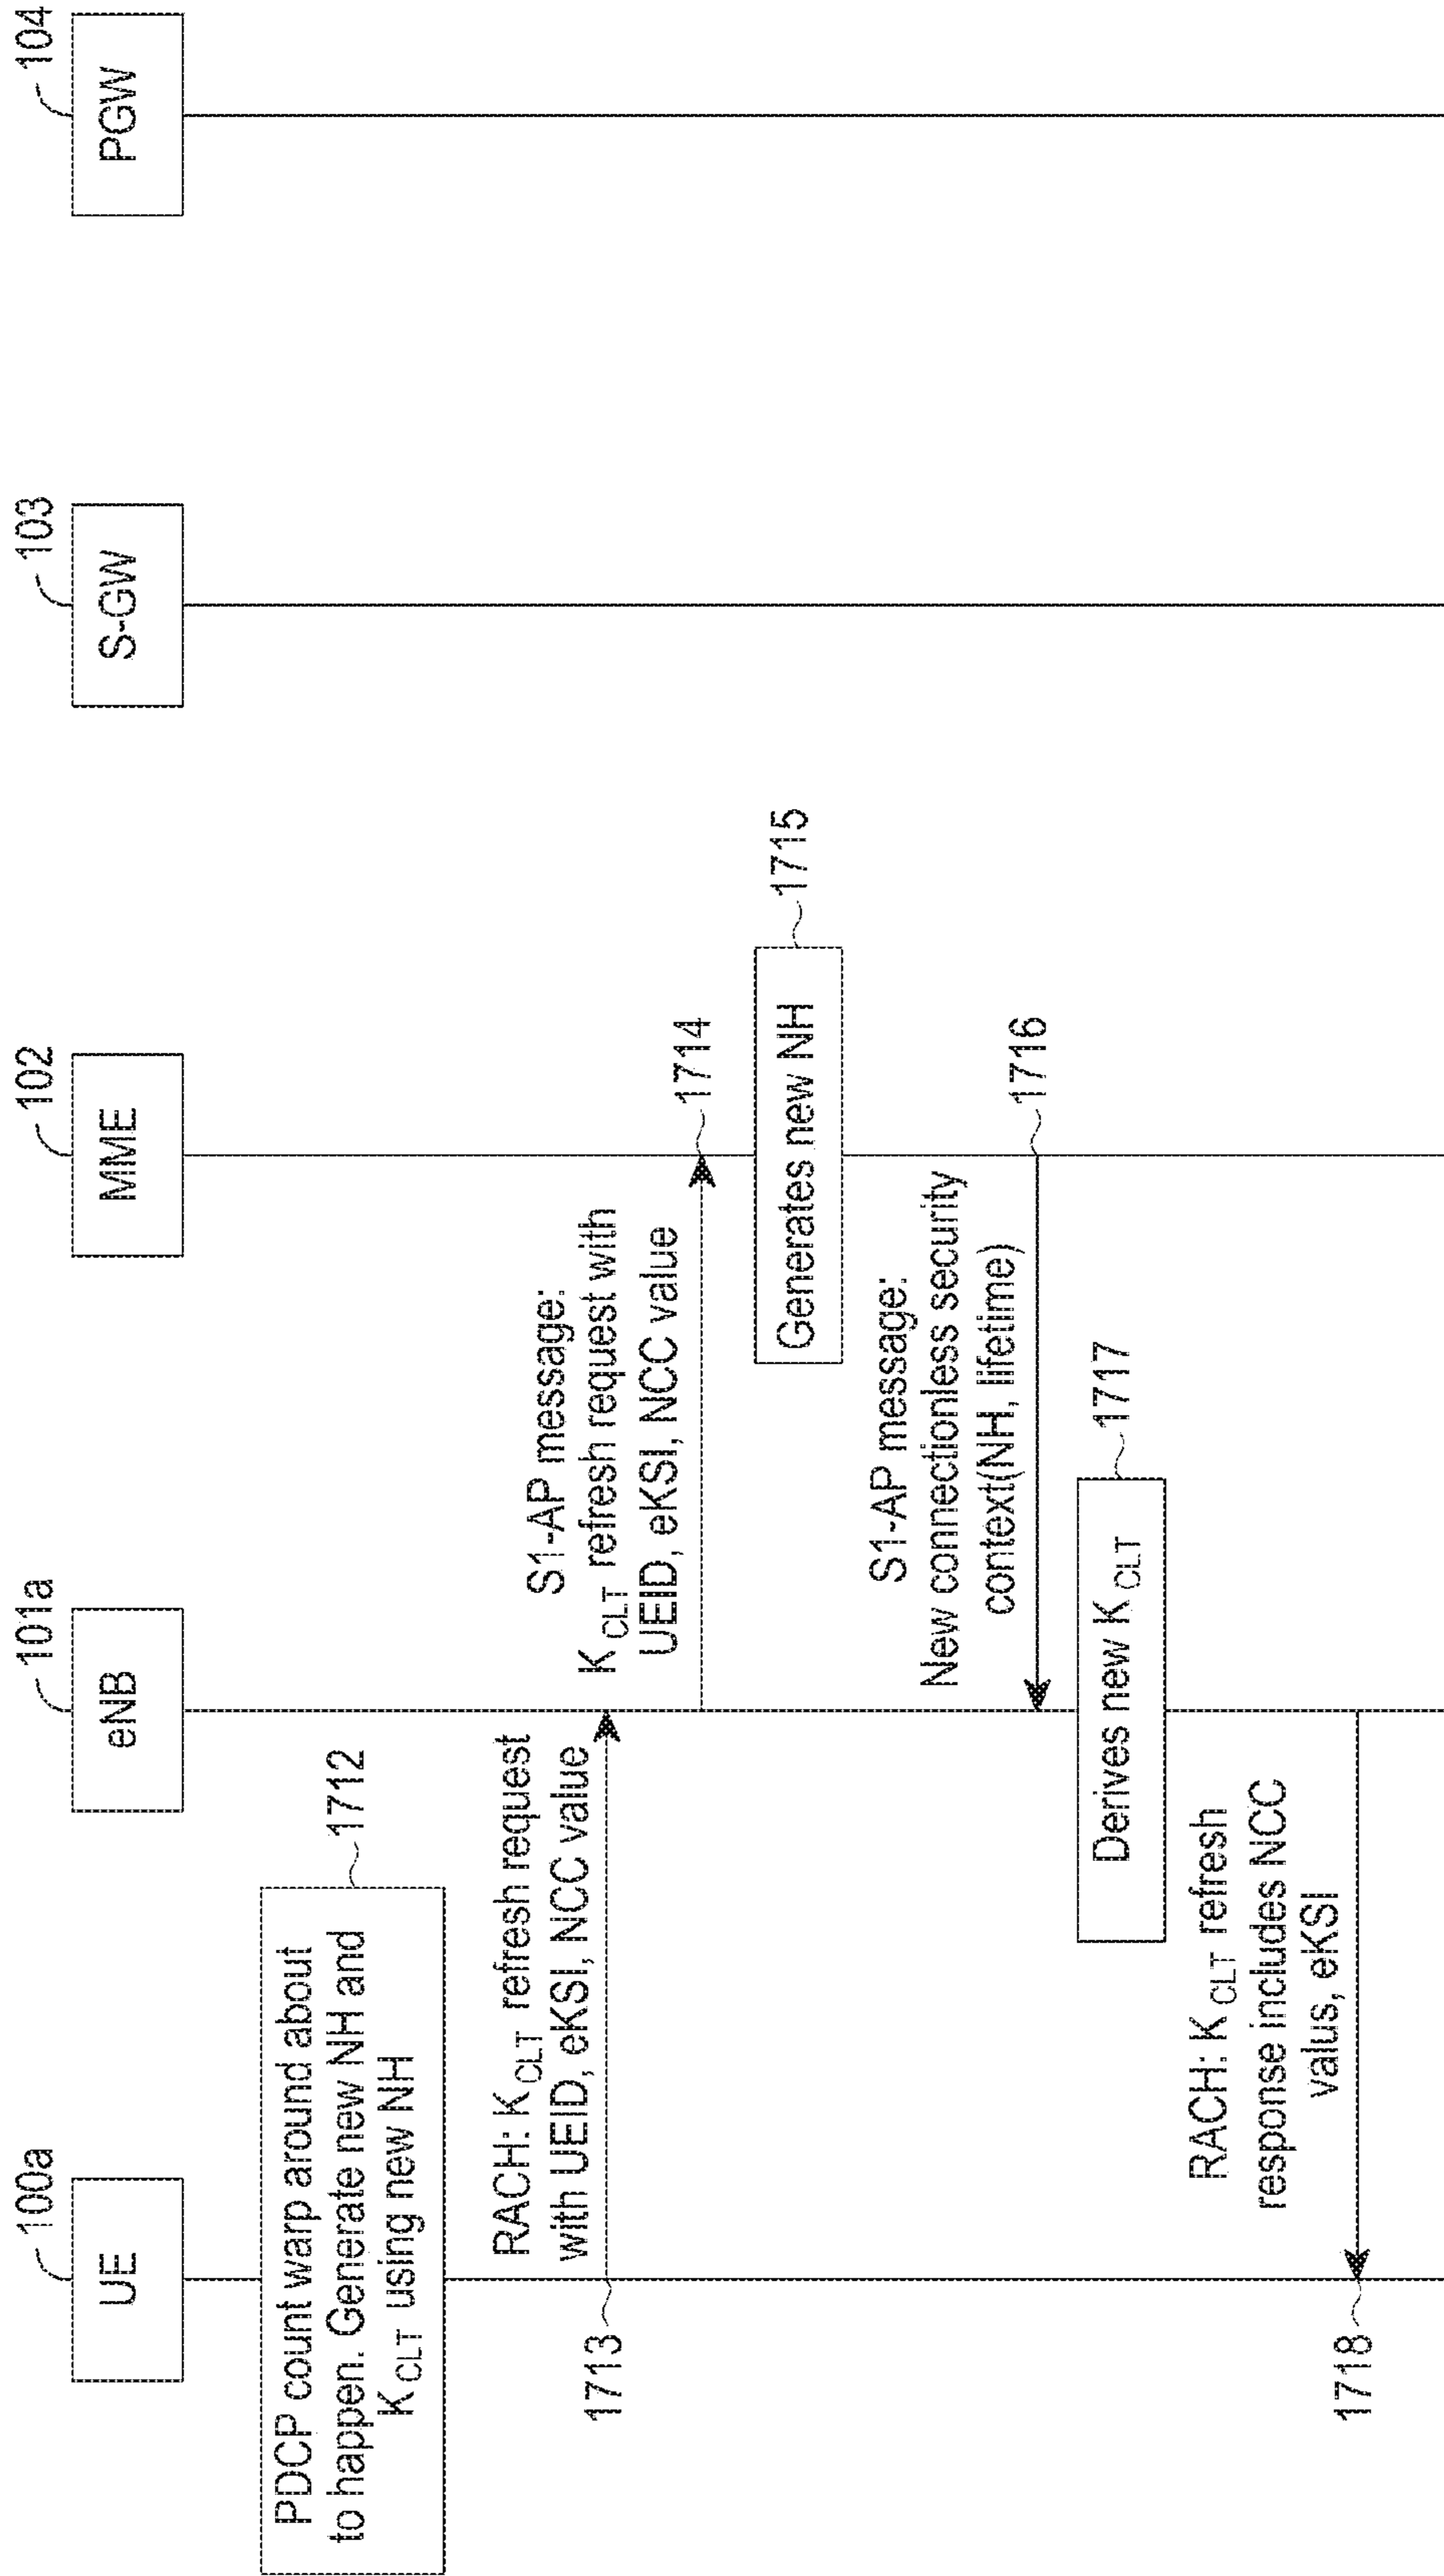 100a
UE
101a
eNB
102
MME
103
S-GW
104
PGW
PDCP count warp around about
to happen. Generate new NH and
K CLT using new NH
1712
RACH: K CLT refresh request
with UEID, eKSI, NCC value
1713
S1-AP message:
K CLT refresh request with
UEID, eKSI, NCC value
1714
Generates new NH
1715
S1-AP message:
New connectionless security
context(NH, lifetime)
1716
Derives new K CLT
1717
RACH: K CLT refresh
response includes NCC
valus, eKSI
1718